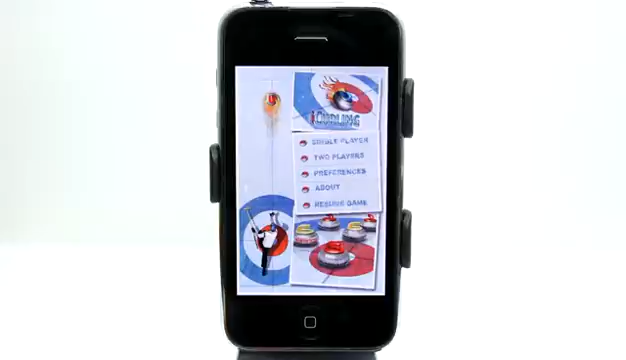 iCURLING
SINGLE PLAYER
TWO PLAYERS
PREFERENCES
ABOUT
RESUME GAME